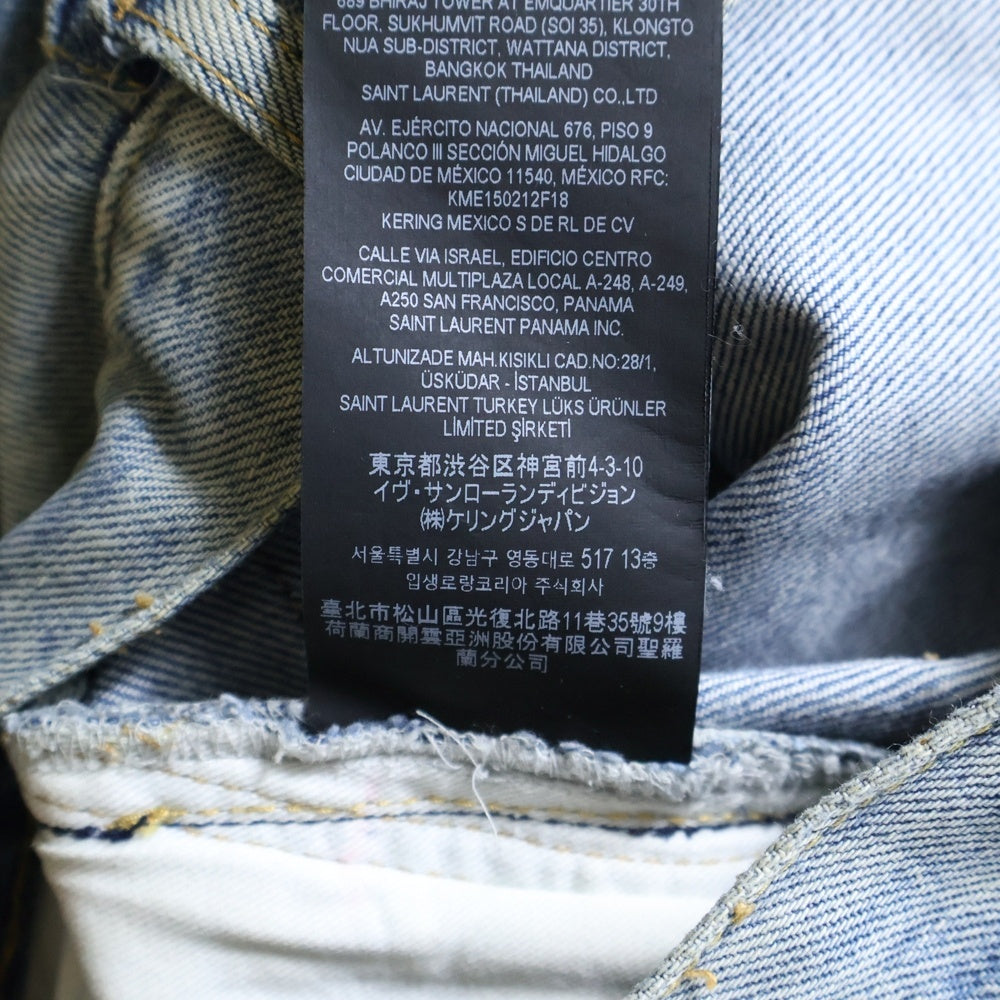 689 BHIRAJ TOWER AT EMQUARTIER 30TH
FLOOR, SUKHUMVIT ROAD (SOI 35), KLONGTO
NUA SUB-DISTRICT, WATTANA DISTRICT,
BANGKOK THAILAND
SAINT LAURENT (THAILAND) CO.,LTD
AV. EJÉRCITO NACIONAL 676, PISO 9
POLANCO III SECCIÓN MIGUEL HIDALGO
CIUDAD DE MÉXICO 11540, MÉXICO RFC:
KME150212F18
KERING MEXICO S DE RL DE CV
CALLE VIA ISRAEL, EDIFICIO CENTRO
COMERCIAL MULTIPLAZA LOCAL A-248, A-249,
A250 SAN FRANCISCO, PANAMA
SAINT LAURENT PANAMA INC.
ALTUNIZADE MAH.KISIKLI CAD.NO:28/1,
ÜSKÜDAR - İSTANBUL
SAINT LAURENT TURKEY LÜKS ÜRÜNLER
LİMİTED ŞİRKETİ
東京都渋谷区神宮前4-3-10
イヴ・サンローランディビジョン
㈱ケリングジャパン
서울특별시 강남구 영동대로 517 13층
입생로랑코리아 주식회사
臺北市松山區光復北路11巷35號9樓
荷蘭商開雲亞洲股份有限公司聖羅
蘭分公司